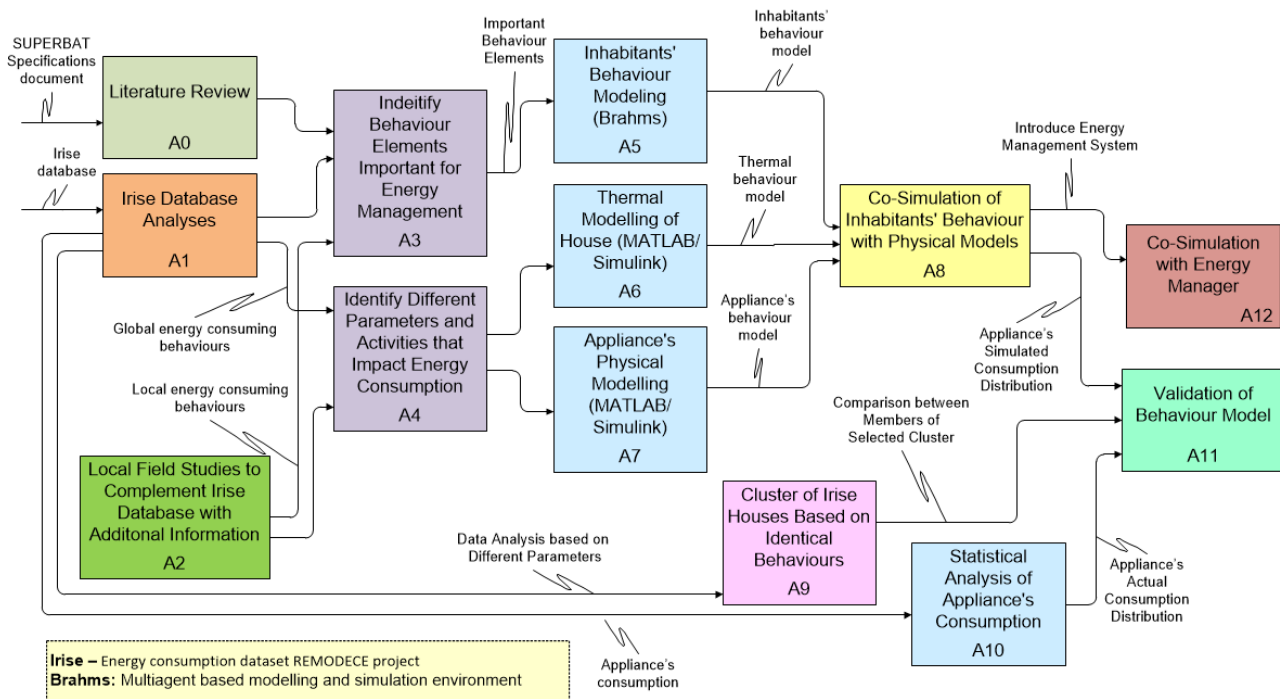 SUPERBAT
Specifications
document
Literature Review
A0
Irise
database
Irise Database
Analyses
A1
Global energy consuming
behaviours
Local energy consuming
behaviours
Local Field Studies to
Complement Irise
Database with
Additonal Information
A2
Indeitify
Behaviour
Elements
Important for
Energy
Management
A3
Identify Different
Parameters and
Activities that
Impact Energy
Consumption
A4
Important
Behaviour
Elements
Inhabitants'
Behaviour
Modeling
(Brahms)
A5
Thermal
Modelling of
House (MATLAB/
Simulink)
A6
Appliance's
Physical
Modelling
(MATLAB/
Simulink)
A7
Inhabitants'
behaviour
model
Thermal
behaviour
model
Appliance's
behaviour
model
Co-Simulation of
Inhabitants' Behaviour
with Physical Models
A8
Introduce Energy
Management System
Co-Simulation
with Energy
Manager
A12
Appliance's
Simulated
Consumption
Distribution
Comparison between
Members of
Selected Cluster
Validation of
Behaviour Model
A11
Data Analysis based on
Different Parameters
Cluster of Irise
Houses Based on
Identical
Behaviours
A9
Statistical
Analysis of
Appliance's
Consumption
A10
Appliance's
Actual
Consumption
Distribution
Appliance's
consumption
Irise – Energy consumption dataset REMODECE project
Brahms: Multiagent based modelling and simulation environment